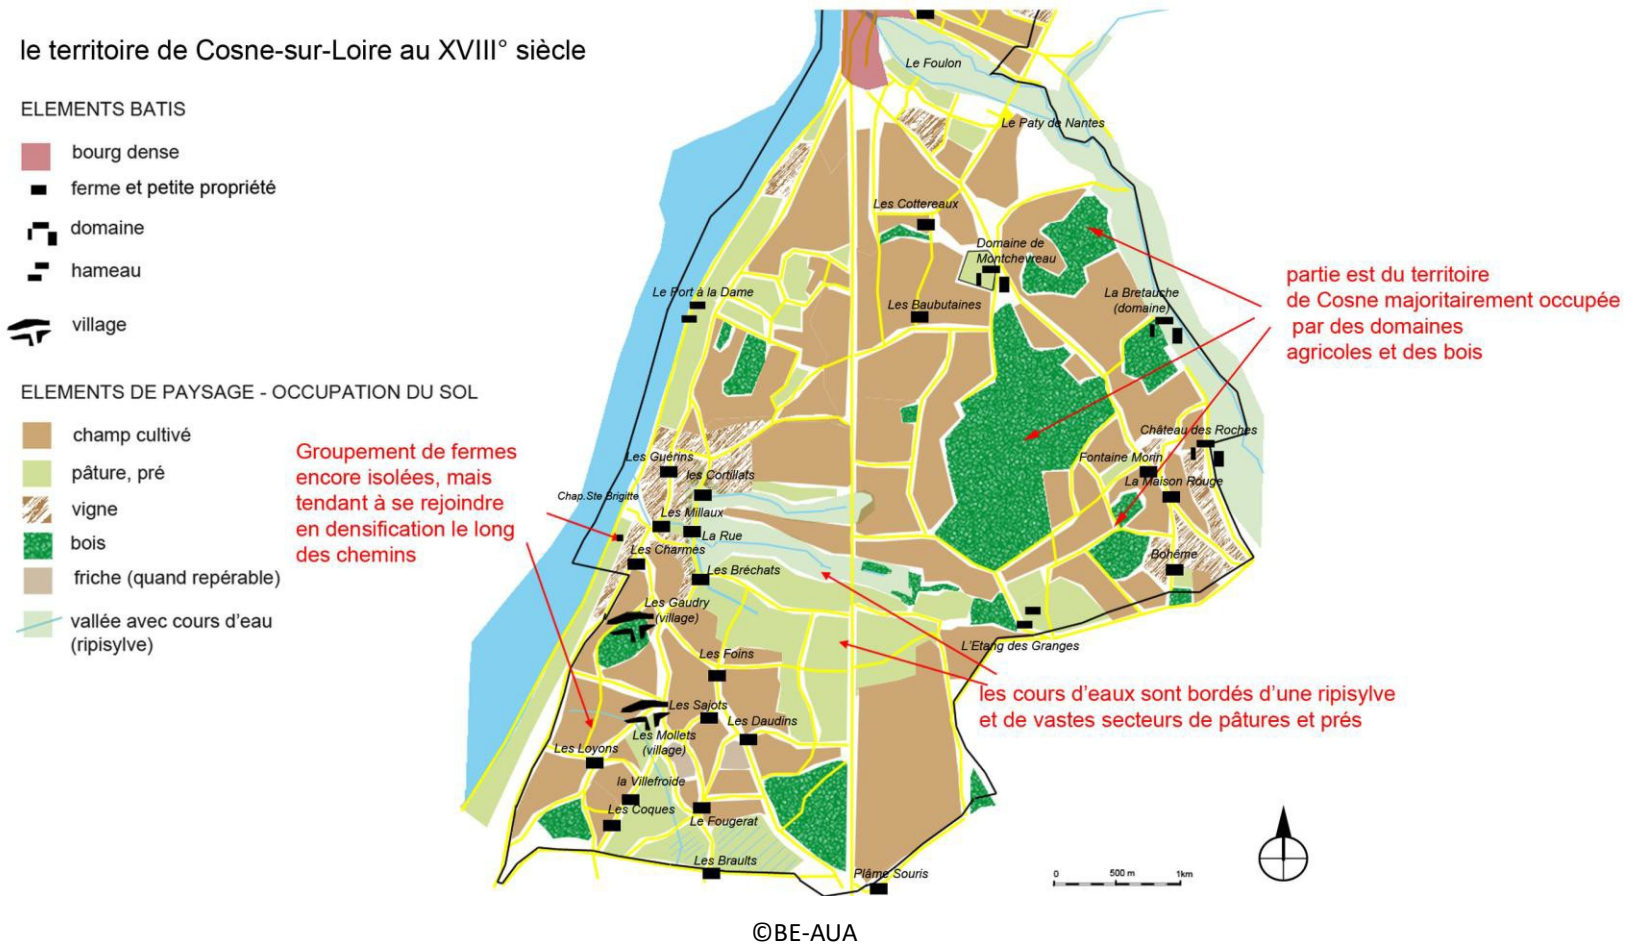 le territoire de Cosne-sur-Loire au XVIII° siècle
ELEMENTS BATIS
bourg dense
ferme et petite propriété
domaine
hameau
village
ELEMENTS DE PAYSAGE - OCCUPATION DU SOL
champ cultivé
pâture, pré
vigne
bois
friche (quand repérable)
vallée avec cours d'eau
(ripisylve)
Groupement de fermes
encore isolées, mais
tendant à se rejoindre
en densification le long
des chemins
Le Foulon
Le Paty de Nantes
Les Cottereaux
Domaine de
Montchevreau
Le Port à la Dame
Les Baubutaines
La Bretauche
(domaine)
partie est du territoire
de Cosne majoritairement occupée
par des domaines
agricoles et des bois
Château des Roches
Les Guérins
les Cortillats
Fontaine Morin
La Maison Rouge
Chap.Ste Brigitte
Les Millaux
La Rue
Les Charmes
Bohême
Les Bréchats
Les Gaudry
(village)
L'Etang des Granges
Les Foins
les cours d'eaux sont bordés d'une ripisylve
et de vastes secteurs de pâtures et prés
Les Sajots
Les Daudins
Les Mollets
(village)
Les Loyons
la Villefroide
Les Coques
Le Fougerat
Les Braults
Plâme Souris
0 500 m 1km
©BE-AUA